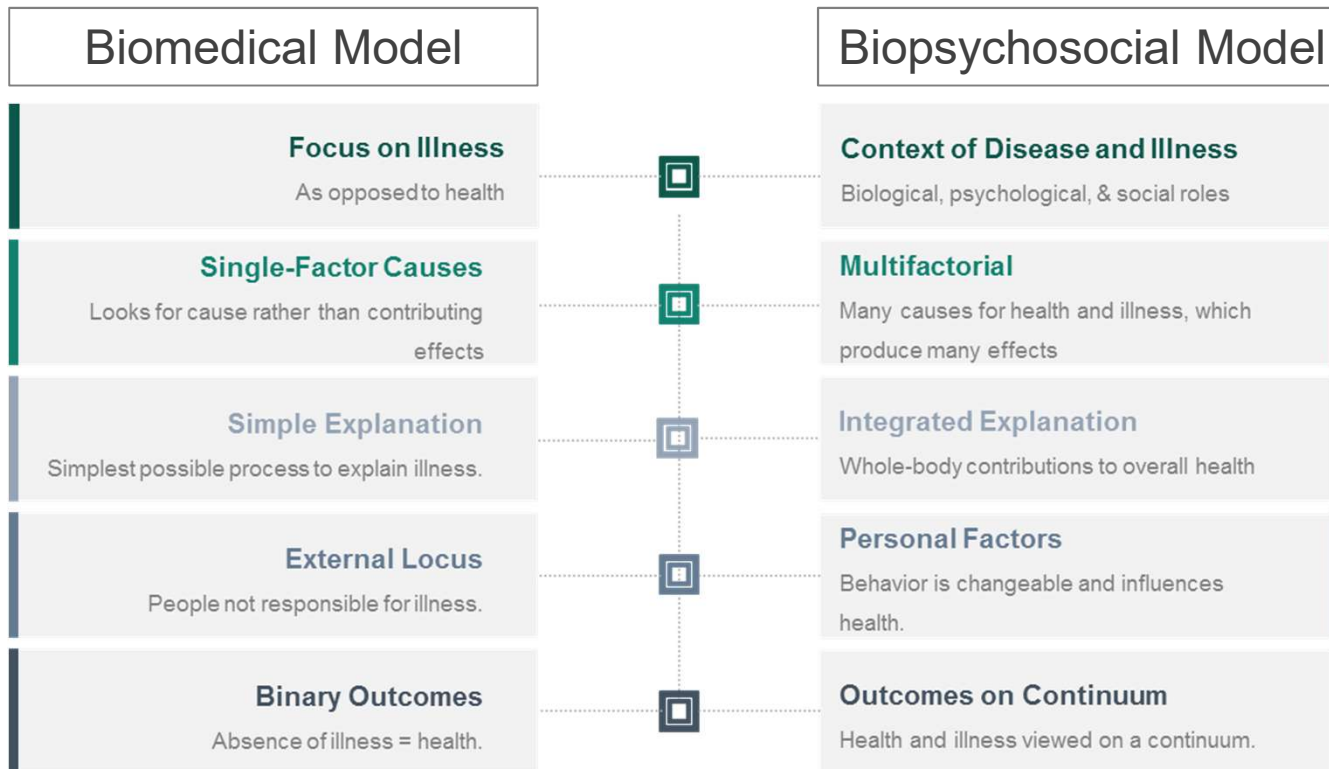 Biomedical Model
Biopsychosocial Model
Focus on Illness
As opposed to health
Context of Disease and Illness
Biological, psychological, & social roles
Single-Factor Causes
Looks for cause rather than contributing
effects
Multifactorial
Many causes for health and illness, which
produce many effects
Simple Explanation
Simplest possible process to explain illness.
Integrated Explanation
Whole-body contributions to overall health
External Locus
People not responsible for illness.
Personal Factors
Behavior is changeable and influences
health.
Binary Outcomes
Absence of illness = health.
Outcomes on Continuum
Health and illness viewed on a continuum.